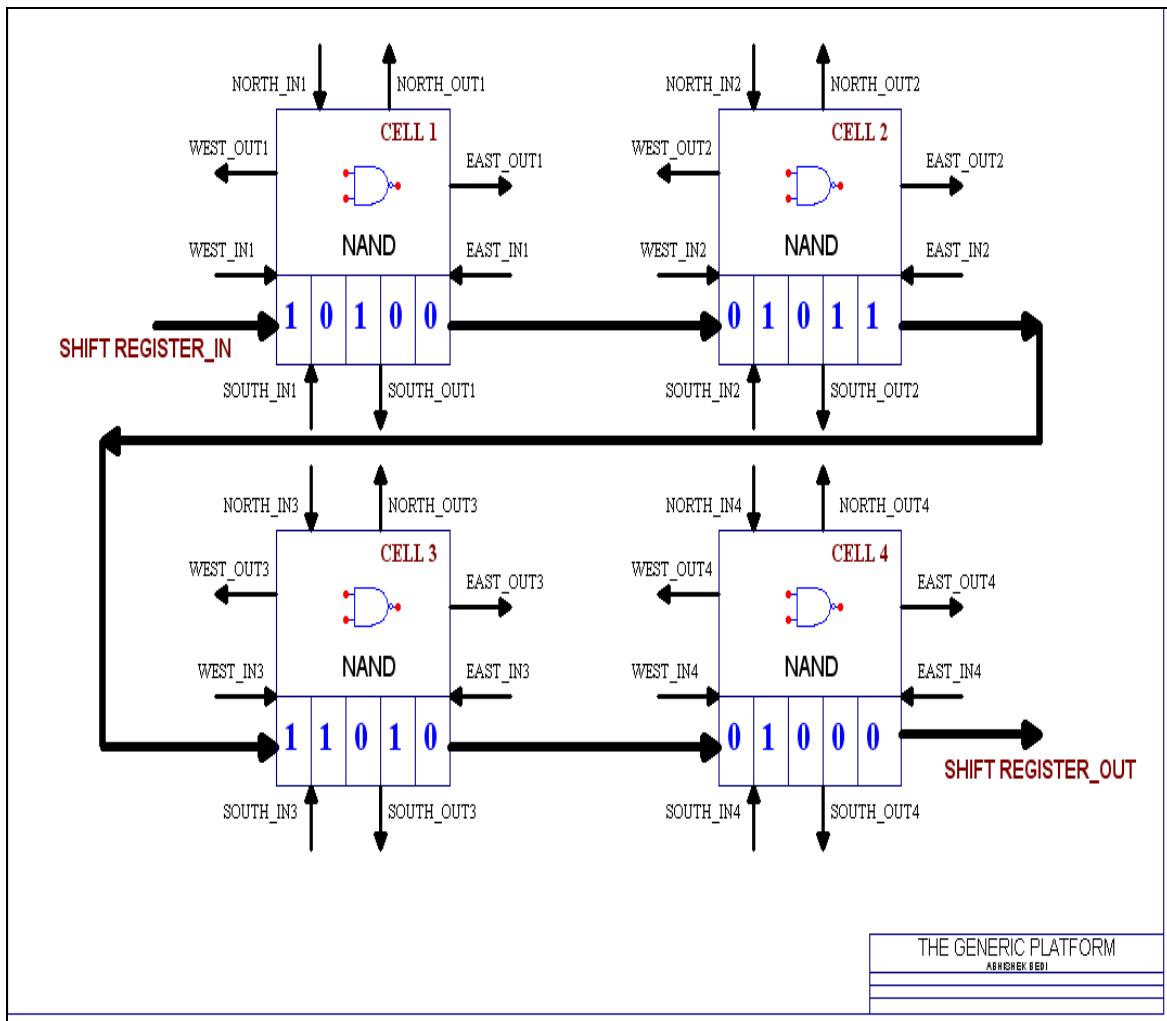 NORTH_IN1 NORTH_OUT1 NORTH_IN2 NORTH_OUT2
CELL 1 CELL 2
WEST_OUT1 EAST_OUT1 WEST_OUT2 EAST_OUT2
NAND NAND
WEST_IN1 EAST_IN1 WEST_IN2 EAST_IN2
1 0 1 0 0 0 1 0 1 1
SHIFT REGISTER_IN
SOUTH_IN1 SOUTH_OUT1 SOUTH_IN2 SOUTH_OUT2
NORTH_IN3 NORTH_OUT3 NORTH_IN4 NORTH_OUT4
CELL 3 CELL 4
WEST_OUT3 EAST_OUT3 WEST_OUT4 EAST_OUT4
NAND NAND
WEST_IN3 EAST_IN3 WEST_IN4 EAST_IN4
1 1 0 1 0 0 1 0 0 0
SHIFT REGISTER_OUT
SOUTH_IN3 SOUTH_OUT3 SOUTH_IN4 SOUTH_OUT4
THE GENERIC PLATFORM
ABHISHEK BEDI